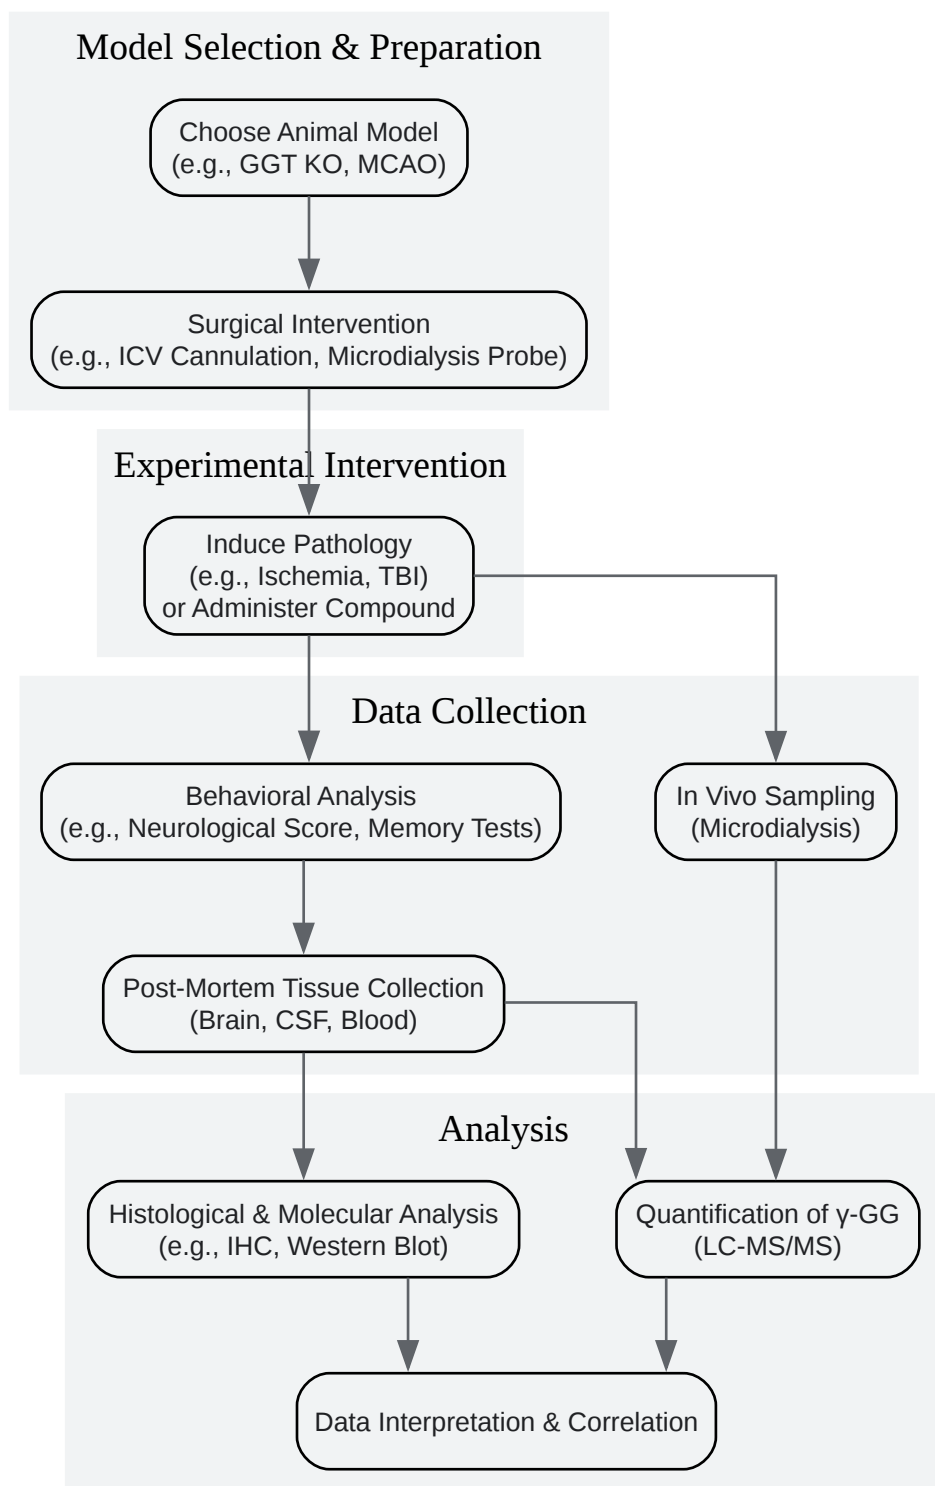 Model Selection & Preparation
Choose Animal Model
(e.g., GGT KO, MCAO)
Surgical Intervention
(e.g., ICV Cannulation, Microdialysis Probe)
Experimental Intervention
Induce Pathology
(e.g., Ischemia, TBI)
or Administer Compound
Data Collection
Behavioral Analysis
(e.g., Neurological Score, Memory Tests)
In Vivo Sampling
(Microdialysis)
Post-Mortem Tissue Collection
(Brain, CSF, Blood)
Analysis
Histological & Molecular Analysis
(e.g., IHC, Western Blot)
Quantification of γ-GG
(LC-MS/MS)
Data Interpretation & Correlation